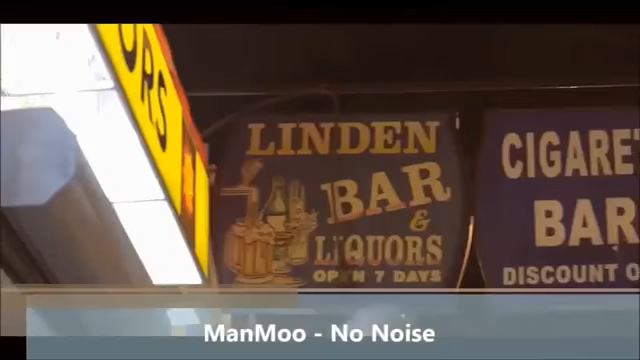 ORS
LINDEN
BAR
&
LIQUORS
OPEN 7 DAYS
CIGARET
BAR
DISCOUNT
ManMoo - No Noise